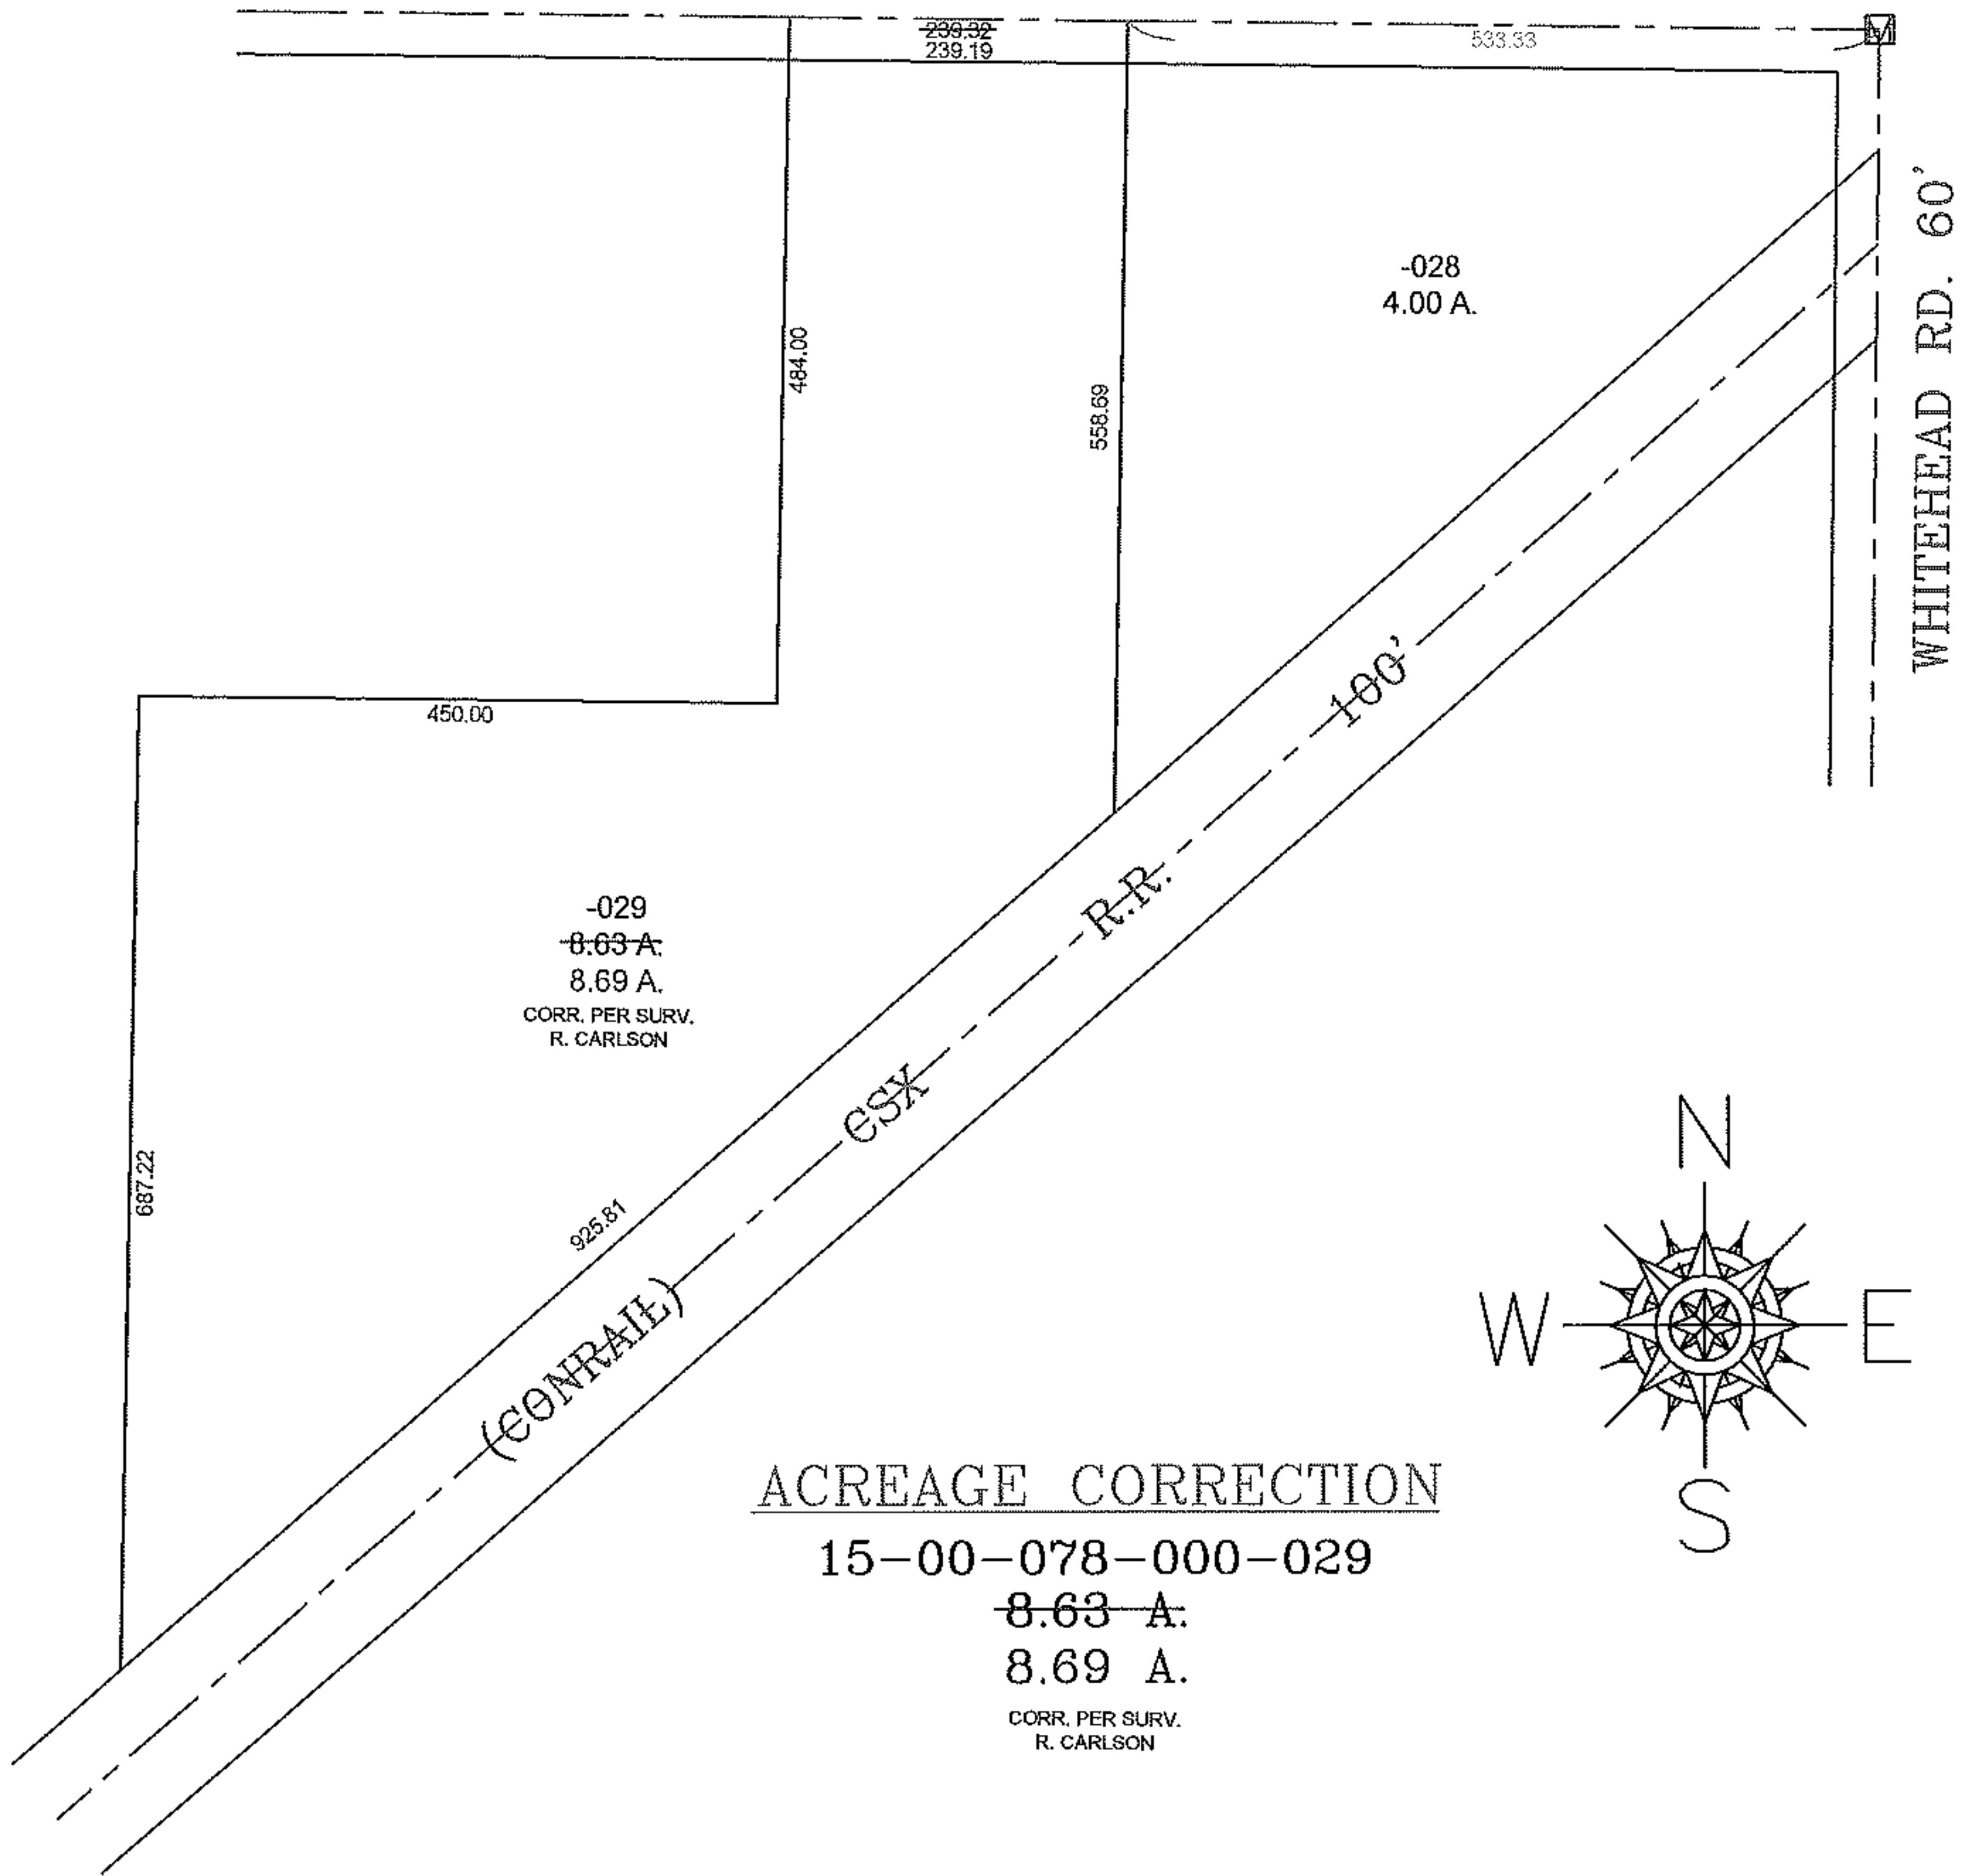 239.32
239.19
533.33
WHITEHEAD RD. 60'
-028
4.00 A.
484.00
558.69
450.00
100'
R.R.
CSX
(CONRAIL)
-029
8.63 A.
8.69 A.
CORR. PER SURV.
R. CARLSON
687.22
925.81
N
W
E
S
ACREAGE CORRECTION
15-00-078-000-029
8.63 A.
8.69 A.
CORR. PER SURV.
R. CARLSON